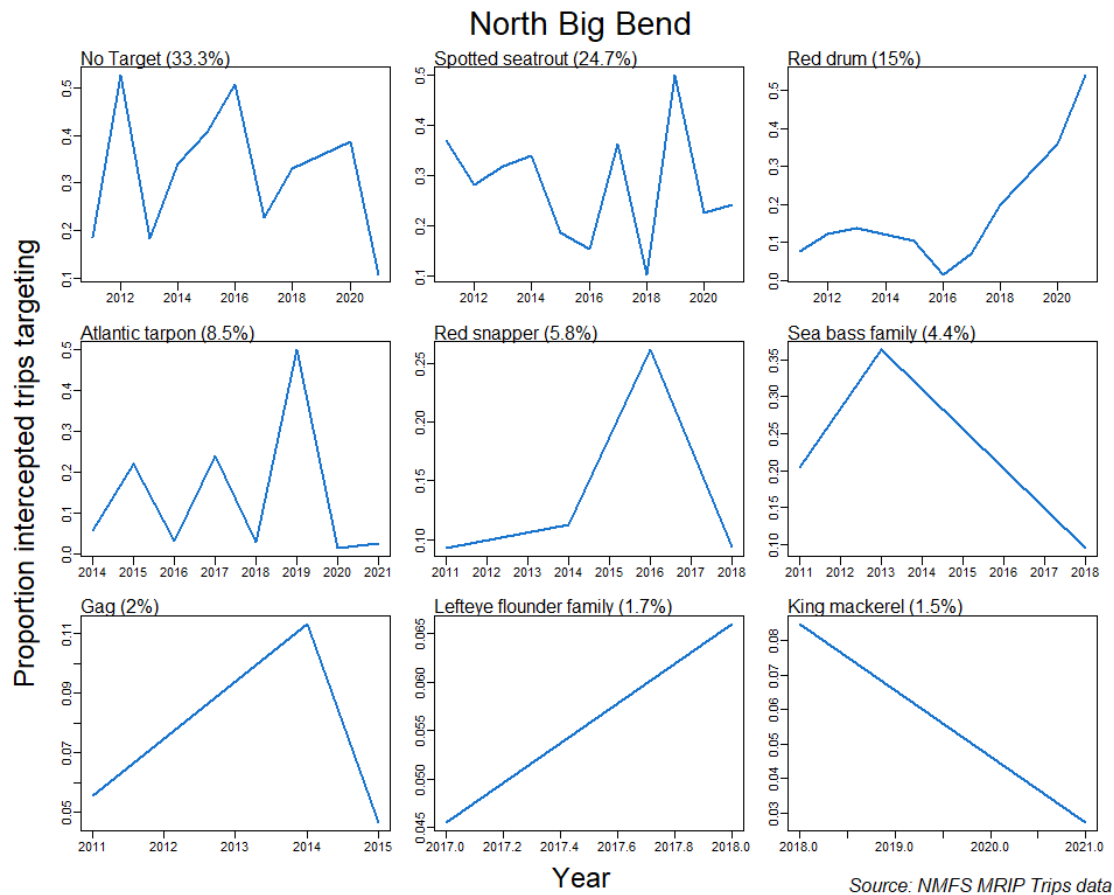 North Big Bend
No Target (33.3%)
Spotted seatrout (24.7%)
Red drum (15%)
0.1 0.2 0.3 0.4 0.5
2012 2014 2016 2018 2020
0.1 0.2 0.3 0.4 0.5
2012 2014 2016 2018 2020
0.0 0.1 0.2 0.3 0.4 0.5
2012 2014 2016 2018 2020
Proportion intercepted trips targeting
Atlantic tarpon (8.5%)
Red snapper (5.8%)
Sea bass family (4.4%)
0.0 0.1 0.2 0.3 0.4 0.5
2014 2015 2016 2017 2018 2019 2020 2021
0.10 0.15 0.20 0.25
2011 2012 2013 2014 2015 2016 2017 2018
0.10 0.15 0.20 0.25 0.30 0.35
2011 2012 2013 2014 2015 2016 2017 2018
Gag (2%)
Lefteye flounder family (1.7%)
King mackerel (1.5%)
0.05 0.07 0.09 0.11
2011 2012 2013 2014 2015
0.045 0.050 0.055 0.060 0.065
2017.0 2017.2 2017.4 2017.6 2017.8 2018.0
0.03 0.04 0.05 0.06 0.07 0.08
2018.0 2019.0 2020.0 2021.0
Year
Source: NMFS MRIP Trips data